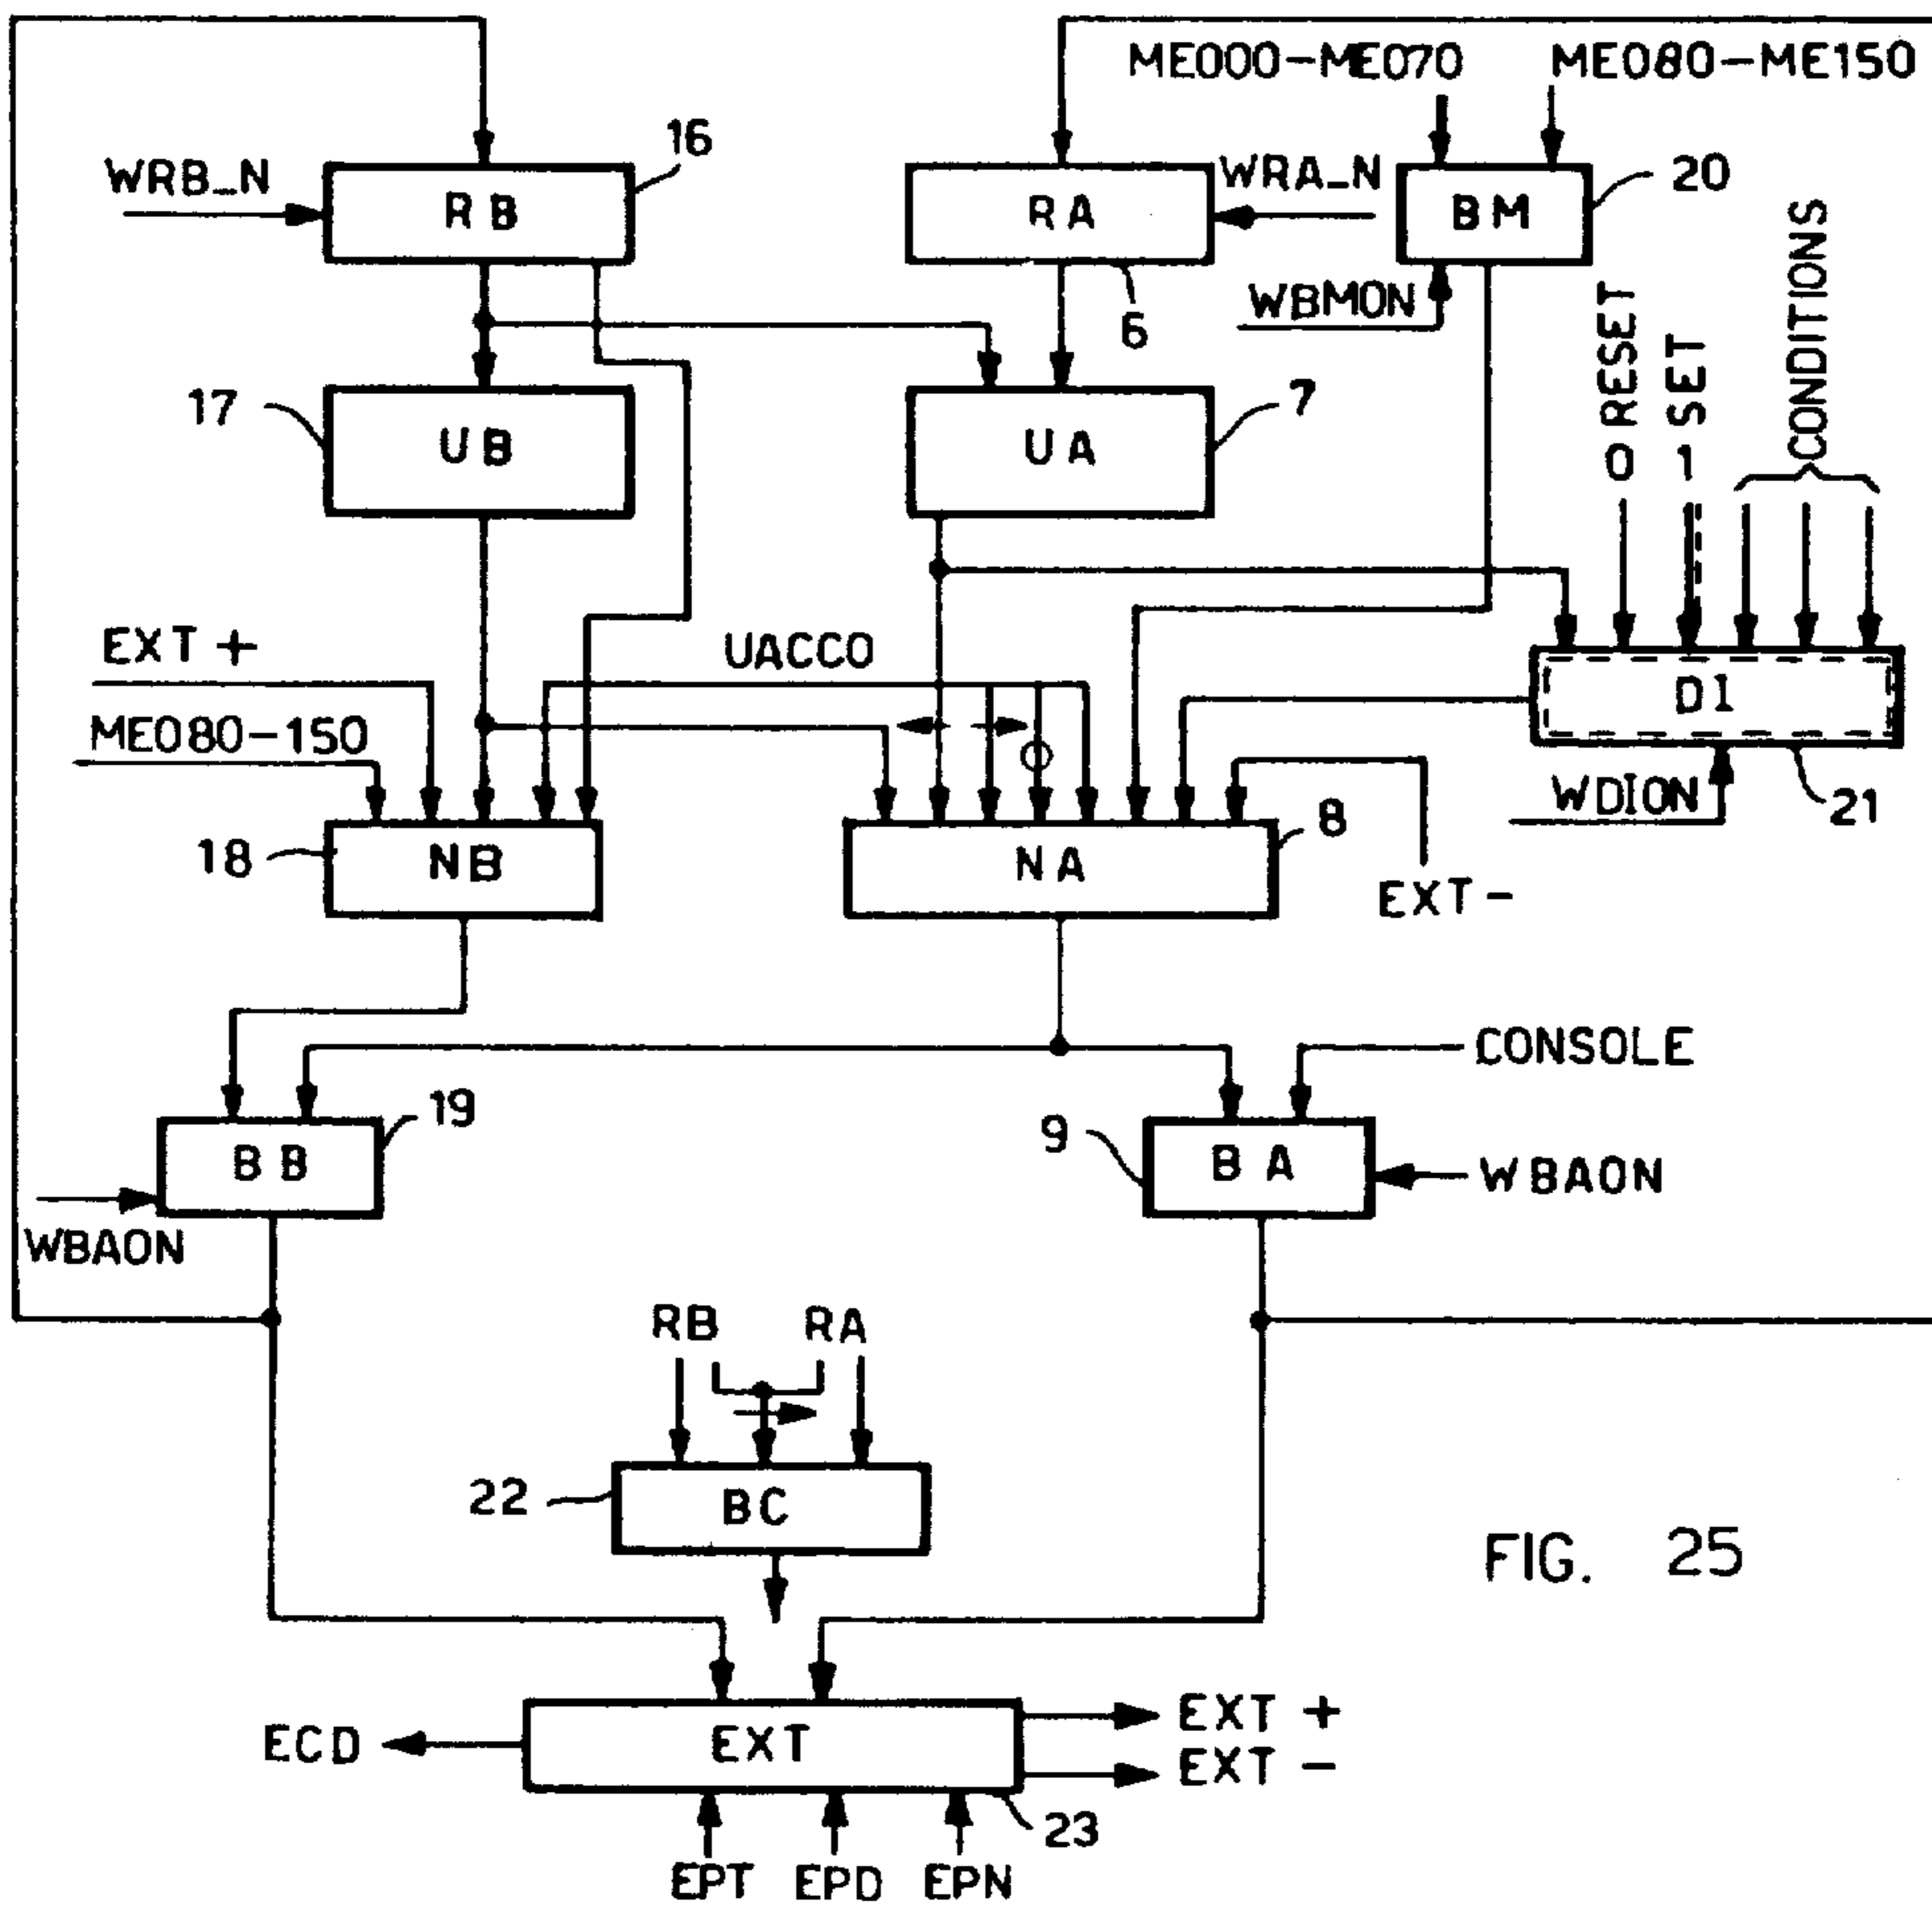 ME000-ME070 ME080-ME150
WRB_N
16
RB
RA
WRA_N
BM
20
6
WBMON
17
UB
UA
7
0 RESET
1-SET
CONDITIONS
EXT +
UACCO
ME080-150
DI
WDION
21
18
NB
NA
8
EXT -
CONSOLE
BB
19
9
BA
WBAON
WBAON
RB RA
22
BC
FIG. 25
ECD
EXT
EXT +
EXT -
23
EPT EPD EPN